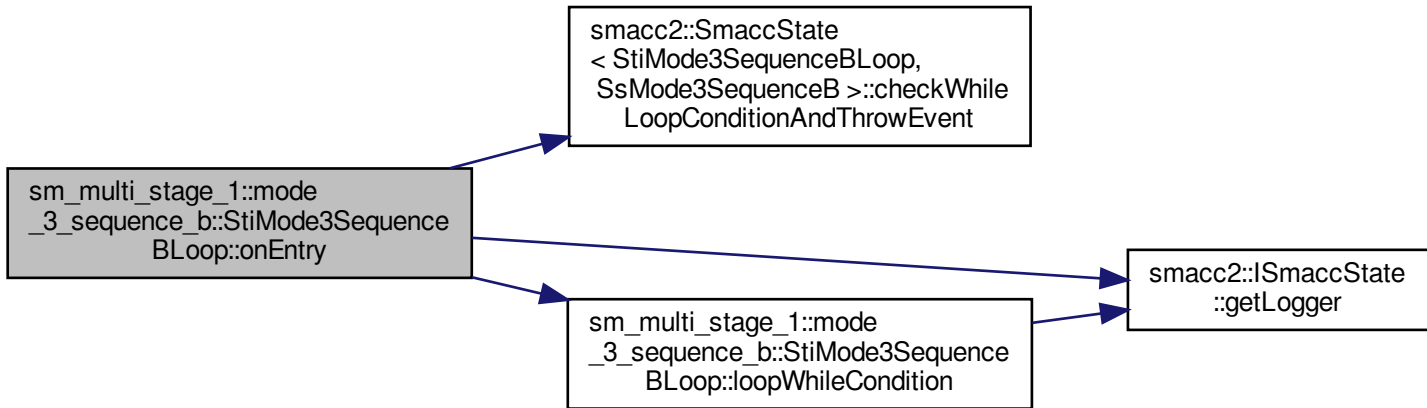 smacc2::SmaccState
< StiMode3SequenceBLoop,
SsMode3SequenceB >::checkWhile
LoopConditionAndThrowEvent
sm_multi_stage_1::mode
_3_sequence_b::StiMode3Sequence
BLoop::onEntry
smacc2::ISmaccState
::getLogger
sm_multi_stage_1::mode
_3_sequence_b::StiMode3Sequence
BLoop::loopWhileCondition